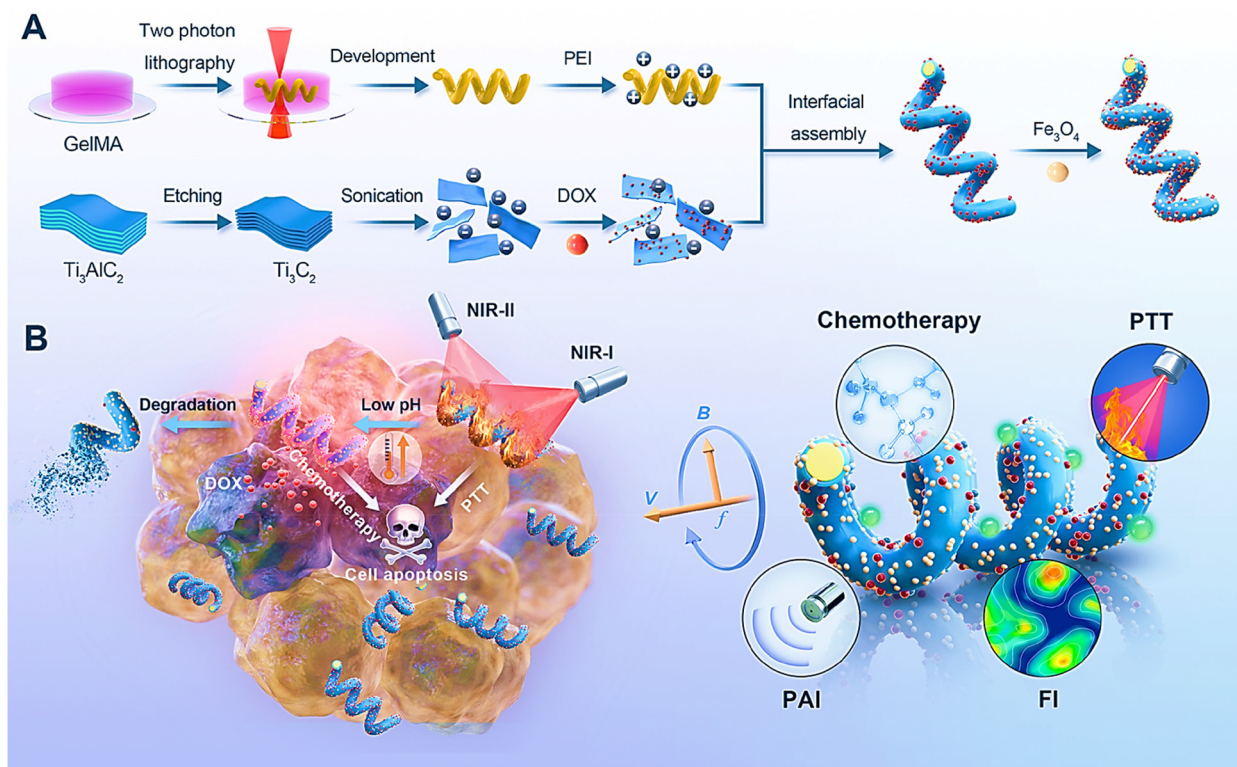 A
Two photon
lithography
Development
PEI
GelMA
Interfacial
assembly
Fe₃O₄
Etching
Sonication
DOX
Ti₃AlC₂
Ti₃C₂
B
NIR-II
NIR-I
Degradation
Low pH
DOX
Chemotherapy
PTT
Cell apoptosis
B
V
f
Chemotherapy
PTT
PAI
FI